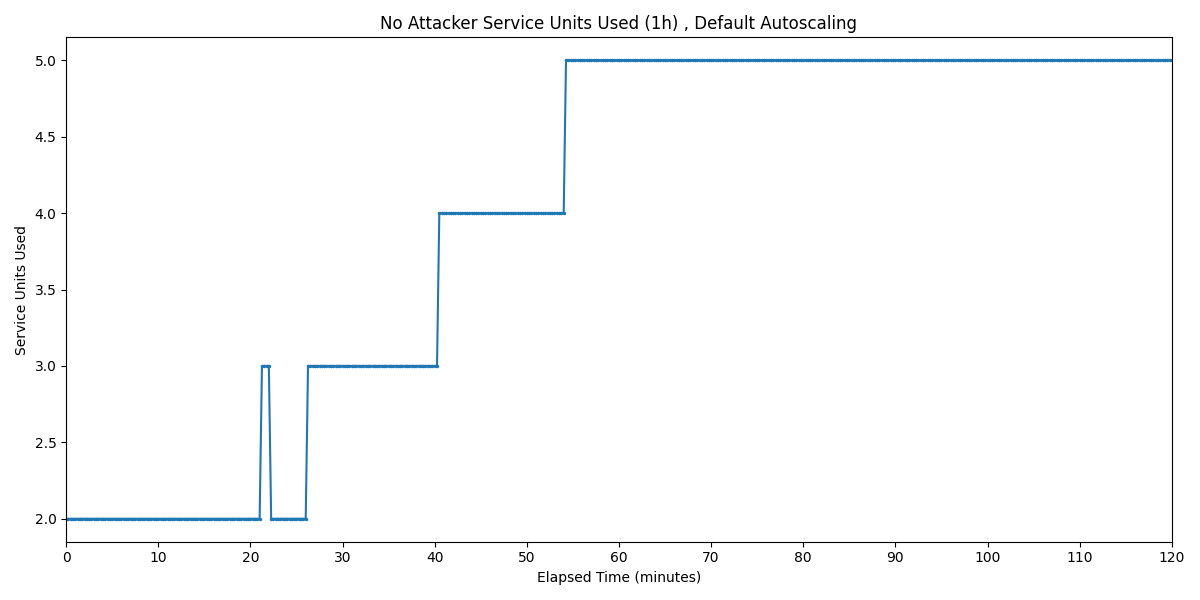 No Attacker Service Units Used (1h) , Default Autoscaling
5.0
4.5
4.0
3.5
3.0
2.5
2.0
Service Units Used
0 10 20 30 40 50 60 70 80 90 100 110 120
Elapsed Time (minutes)